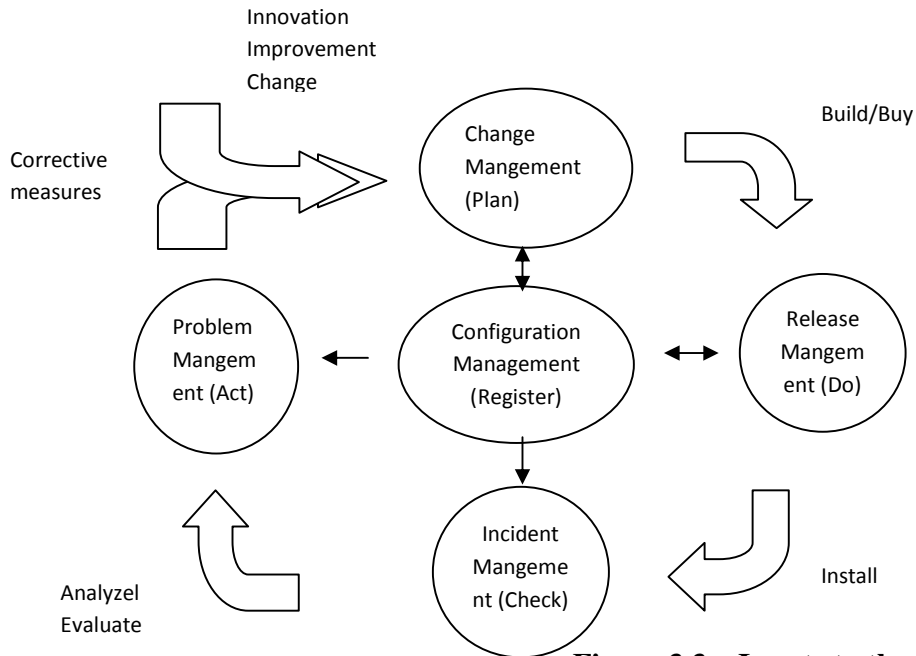 Innovation
Improvement
Change
Build/Buy
Corrective
measures
Change
Mangement
(Plan)
Problem
Mangem
ent (Act)
Configuration
Management
(Register)
Release
Mangem
ent (Do)
Incident
Mangeme
nt (Check)
Install
Analyzel
Evaluate